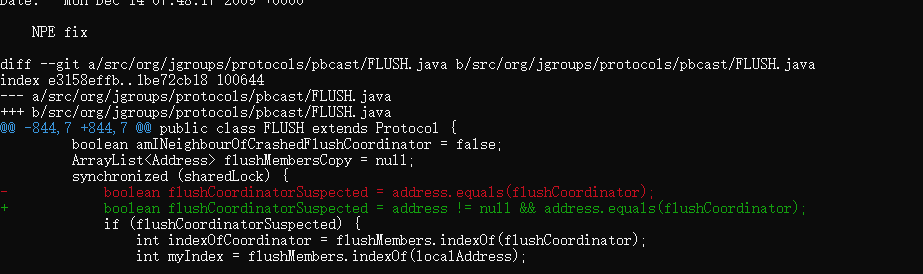 Date:   Mon Dec 14 07:48:17 2009 +0000
    NPE fix
diff --git a/src/org/jgroups/protocols/pbcast/FLUSH.java b/src/org/jgroups/protocols/pbcast/FLUSH.java
index e3158effb..1be72cb18 100644
--- a/src/org/jgroups/protocols/pbcast/FLUSH.java
+++ b/src/org/jgroups/protocols/pbcast/FLUSH.java
@@ -844,7 +844,7 @@ public class FLUSH extends Protocol {
         boolean amINeighbourOfCrashedFlushCoordinator = false;
         ArrayList<Address> flushMembersCopy = null;
         synchronized (sharedLock) {
-            boolean flushCoordinatorSuspected = address.equals(flushCoordinator);
+            boolean flushCoordinatorSuspected = address != null && address.equals(flushCoordinator);
             if (flushCoordinatorSuspected) {
                 int indexOfCoordinator = flushMembers.indexOf(flushCoordinator);
                 int myIndex = flushMembers.indexOf(localAddress);